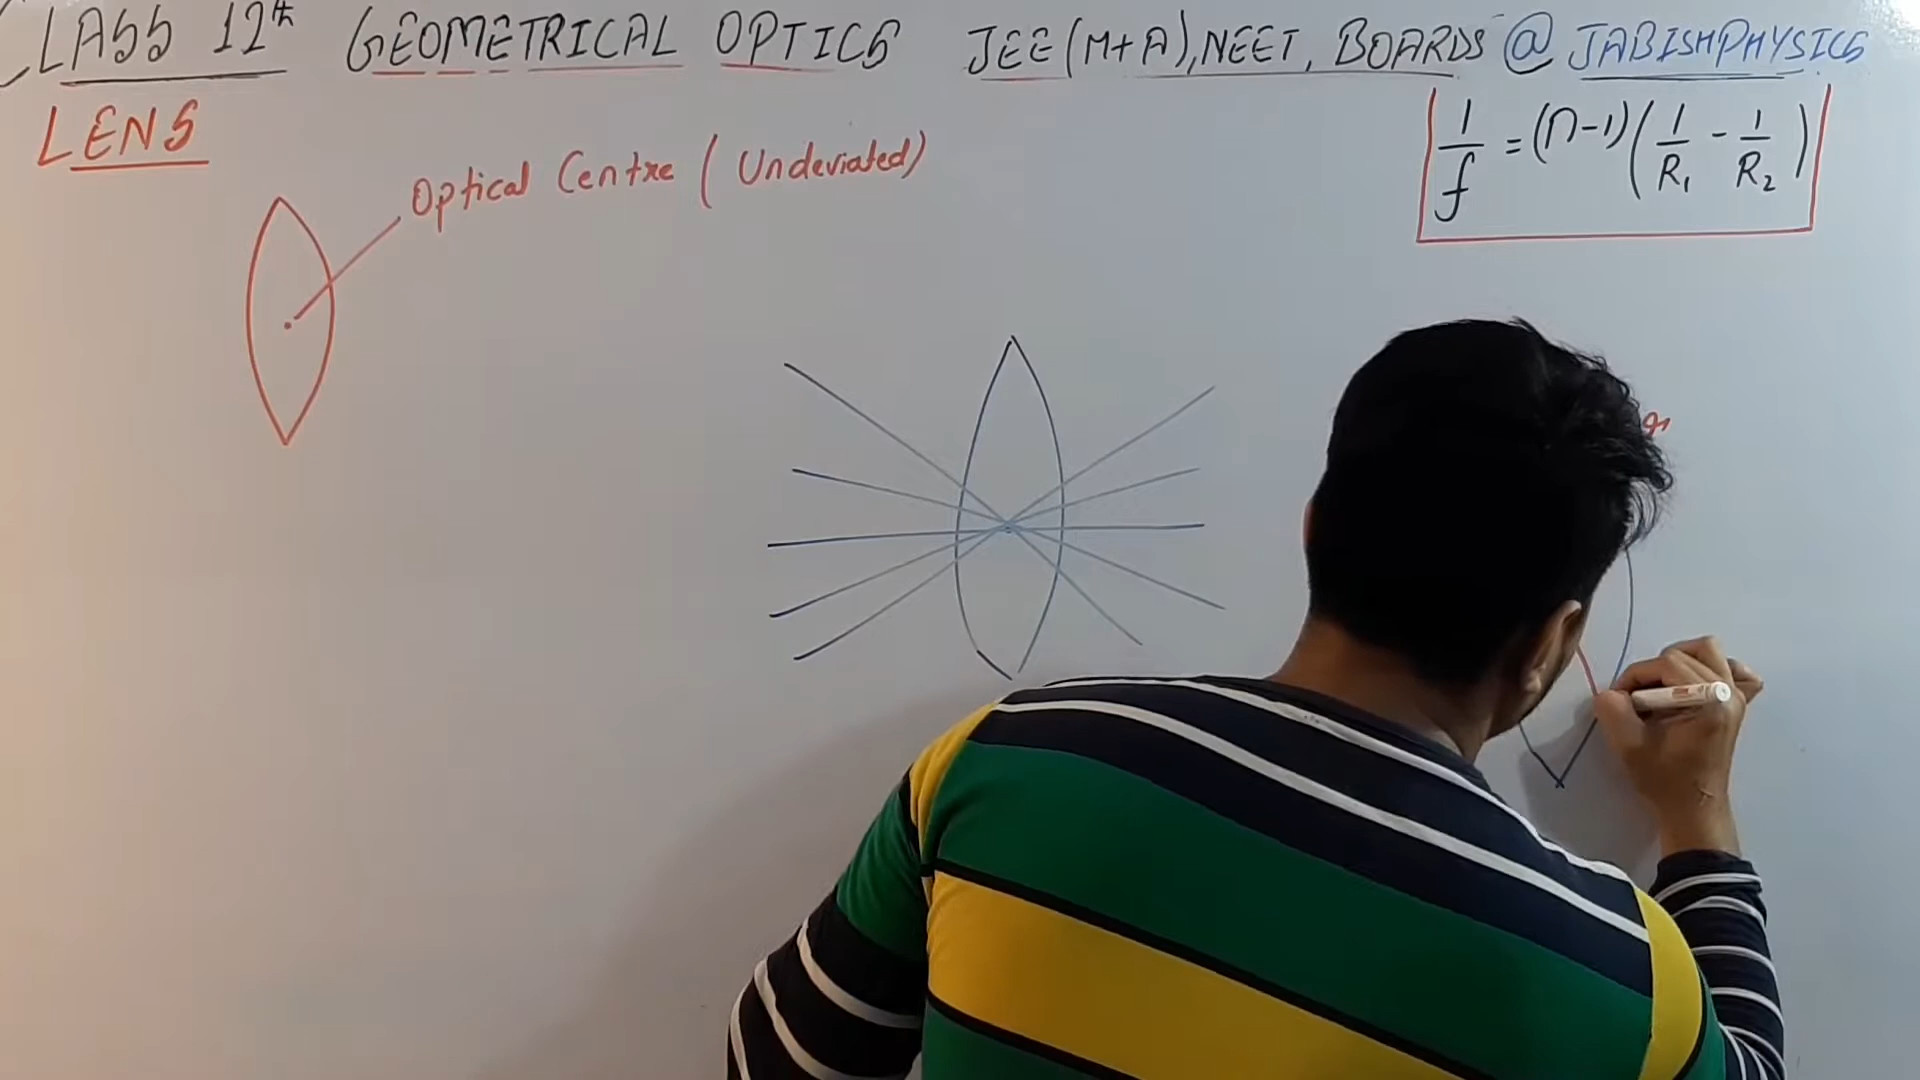 CLASS 12th GEOMETRICAL OPTICS JEE(M+A), NEET, BOARDS @ JABISHPHYSICS
LENS
Optical Centre ( Undeviated)
1/f = (n-1)(1/R₁ - 1/R₂)